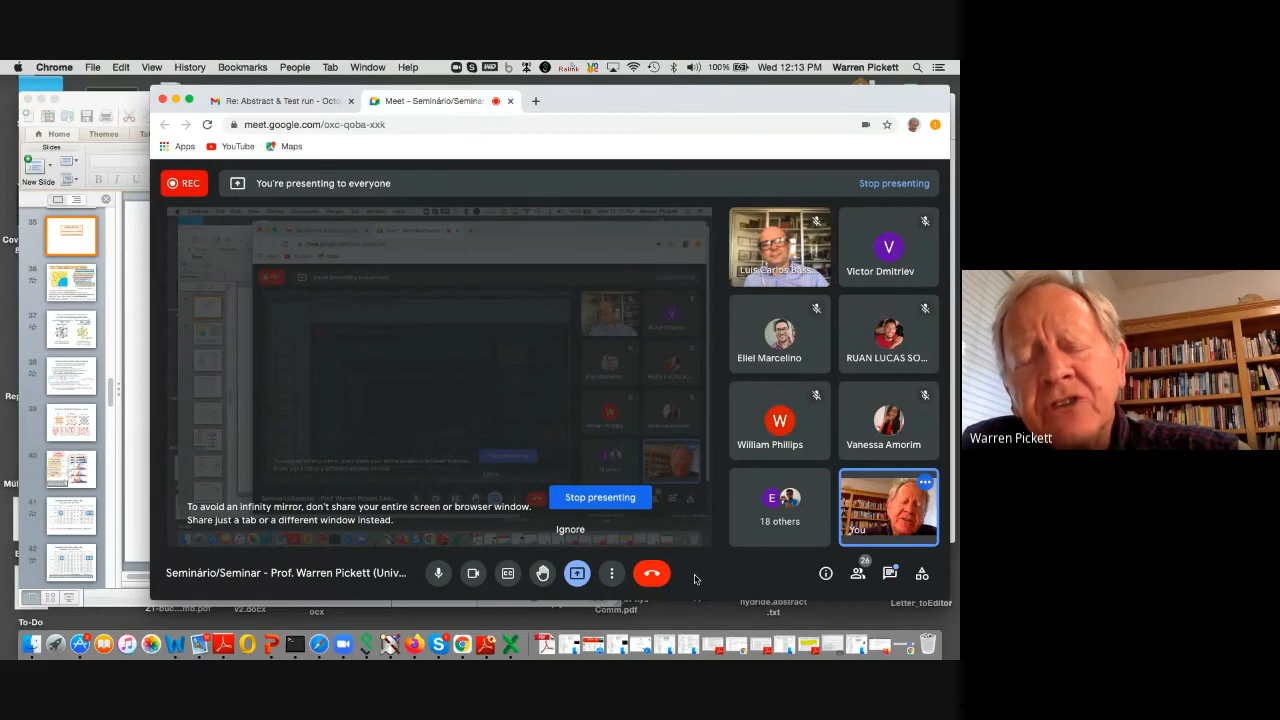 Chrome File Edit View History Bookmarks People Tab Window Help
100% Wed 12:13 PM Warren Pickett
Re: Abstract & Test run - Octo
Meet - Seminário/Semina
meet.google.com/oxc-qoba-xxk
Apps YouTube Maps
Home Themes
Slides
New Slide
35
36
37
38
39
40
41
42
REC
You're presenting to everyone
Stop presenting
Luis Carlos Bass...
Victor Dmitriev
Eliel Marcelino
RUAN LUCAS SO...
W
William Phillips
Vanessa Amorim
V
E
18 others
You
To avoid an infinity mirror, don't share your entire screen or browser window.
Share just a tab or a different window instead.
Stop presenting
Ignore
Seminário/Seminar - Prof. Warren Pickett (Univ...
26
v2.docx
ocx
Comm.pdf
hydride.abstract
.txt
Letter_toEditor
To-Do
Warren Pickett